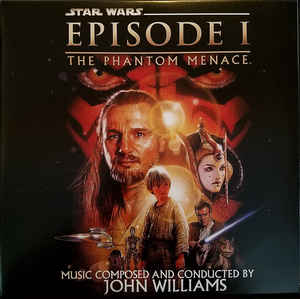 STAR WARS
EPISODE I
THE PHANTOM MENACE
MUSIC COMPOSED AND CONDUCTED BY
JOHN WILLIAMS